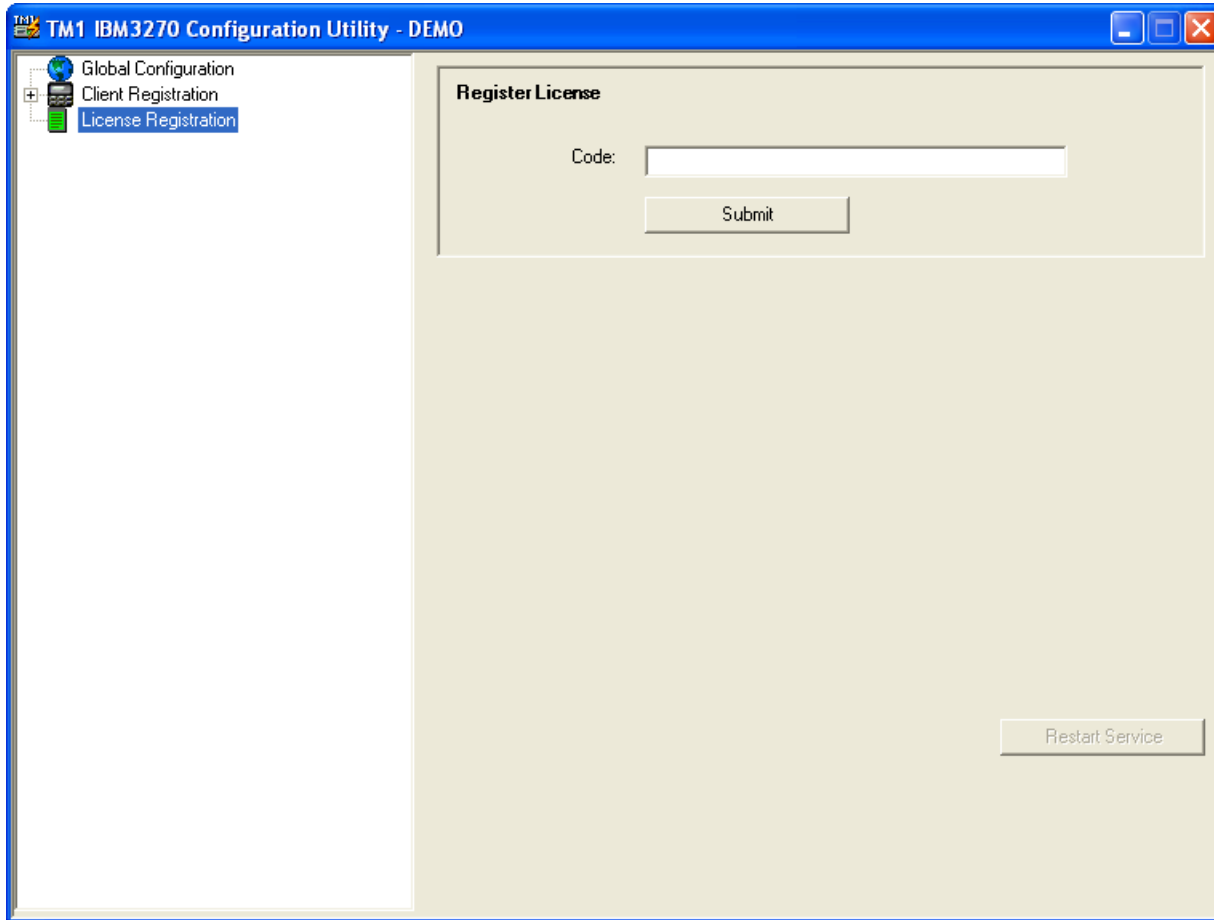 TM1 IBM3270 Configuration Utility - DEMO
Global Configuration
Client Registration
License Registration
Register License
Code:
Submit
Restart Service